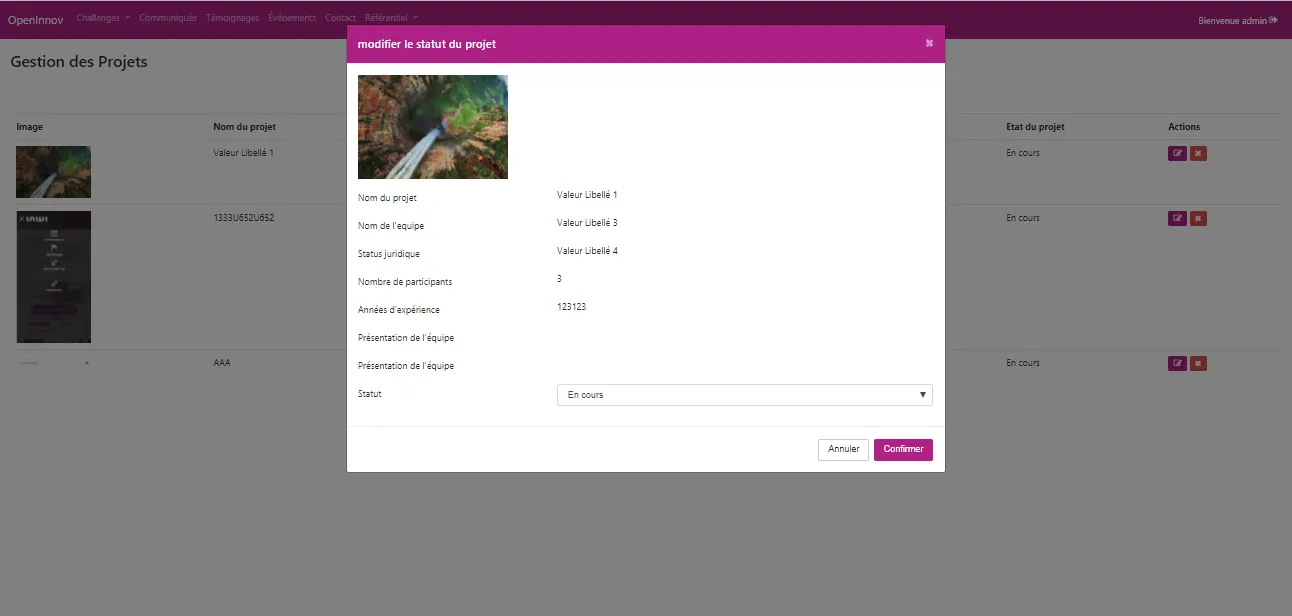 OpenInnov Challenges Communiqués Témoignages Événements Contact Référentiel Bienvenue admin
modifier le statut du projet
Gestion des Projets
Image Nom du projet Etat du projet Actions
Valeur Libellé 1 En cours
inwi
1333U652U652 En cours
AAA En cours
Nom du projet Valeur Libellé 1
Nom de l'equipe Valeur Libellé 3
Status juridique Valeur Libellé 4
Nombre de participants 3
Années d'expérience 123123
Présentation de l'équipe
Présentation de l'équipe
Statut En cours
Annuler Confirmer